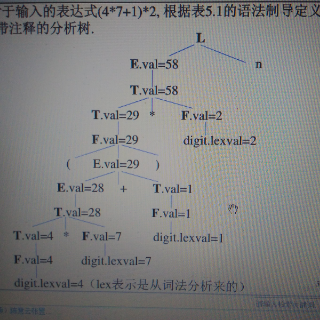 于输入的表达式(4*7+1)*2, 根据表5.1的语法制导定义
带注释的分析树.
L
E.val=58 n
T.val=58
T.val=29 * F.val=2
F.val=29 digit.lexval=2
( E.val=29 )
E.val=28 + T.val=1
T.val=28 F.val=1
T.val=4 * F.val=7 digit.lexval=1
F.val=4 digit.lexval=7
digit.lexval=4 (lex表示是从词法分析来的)